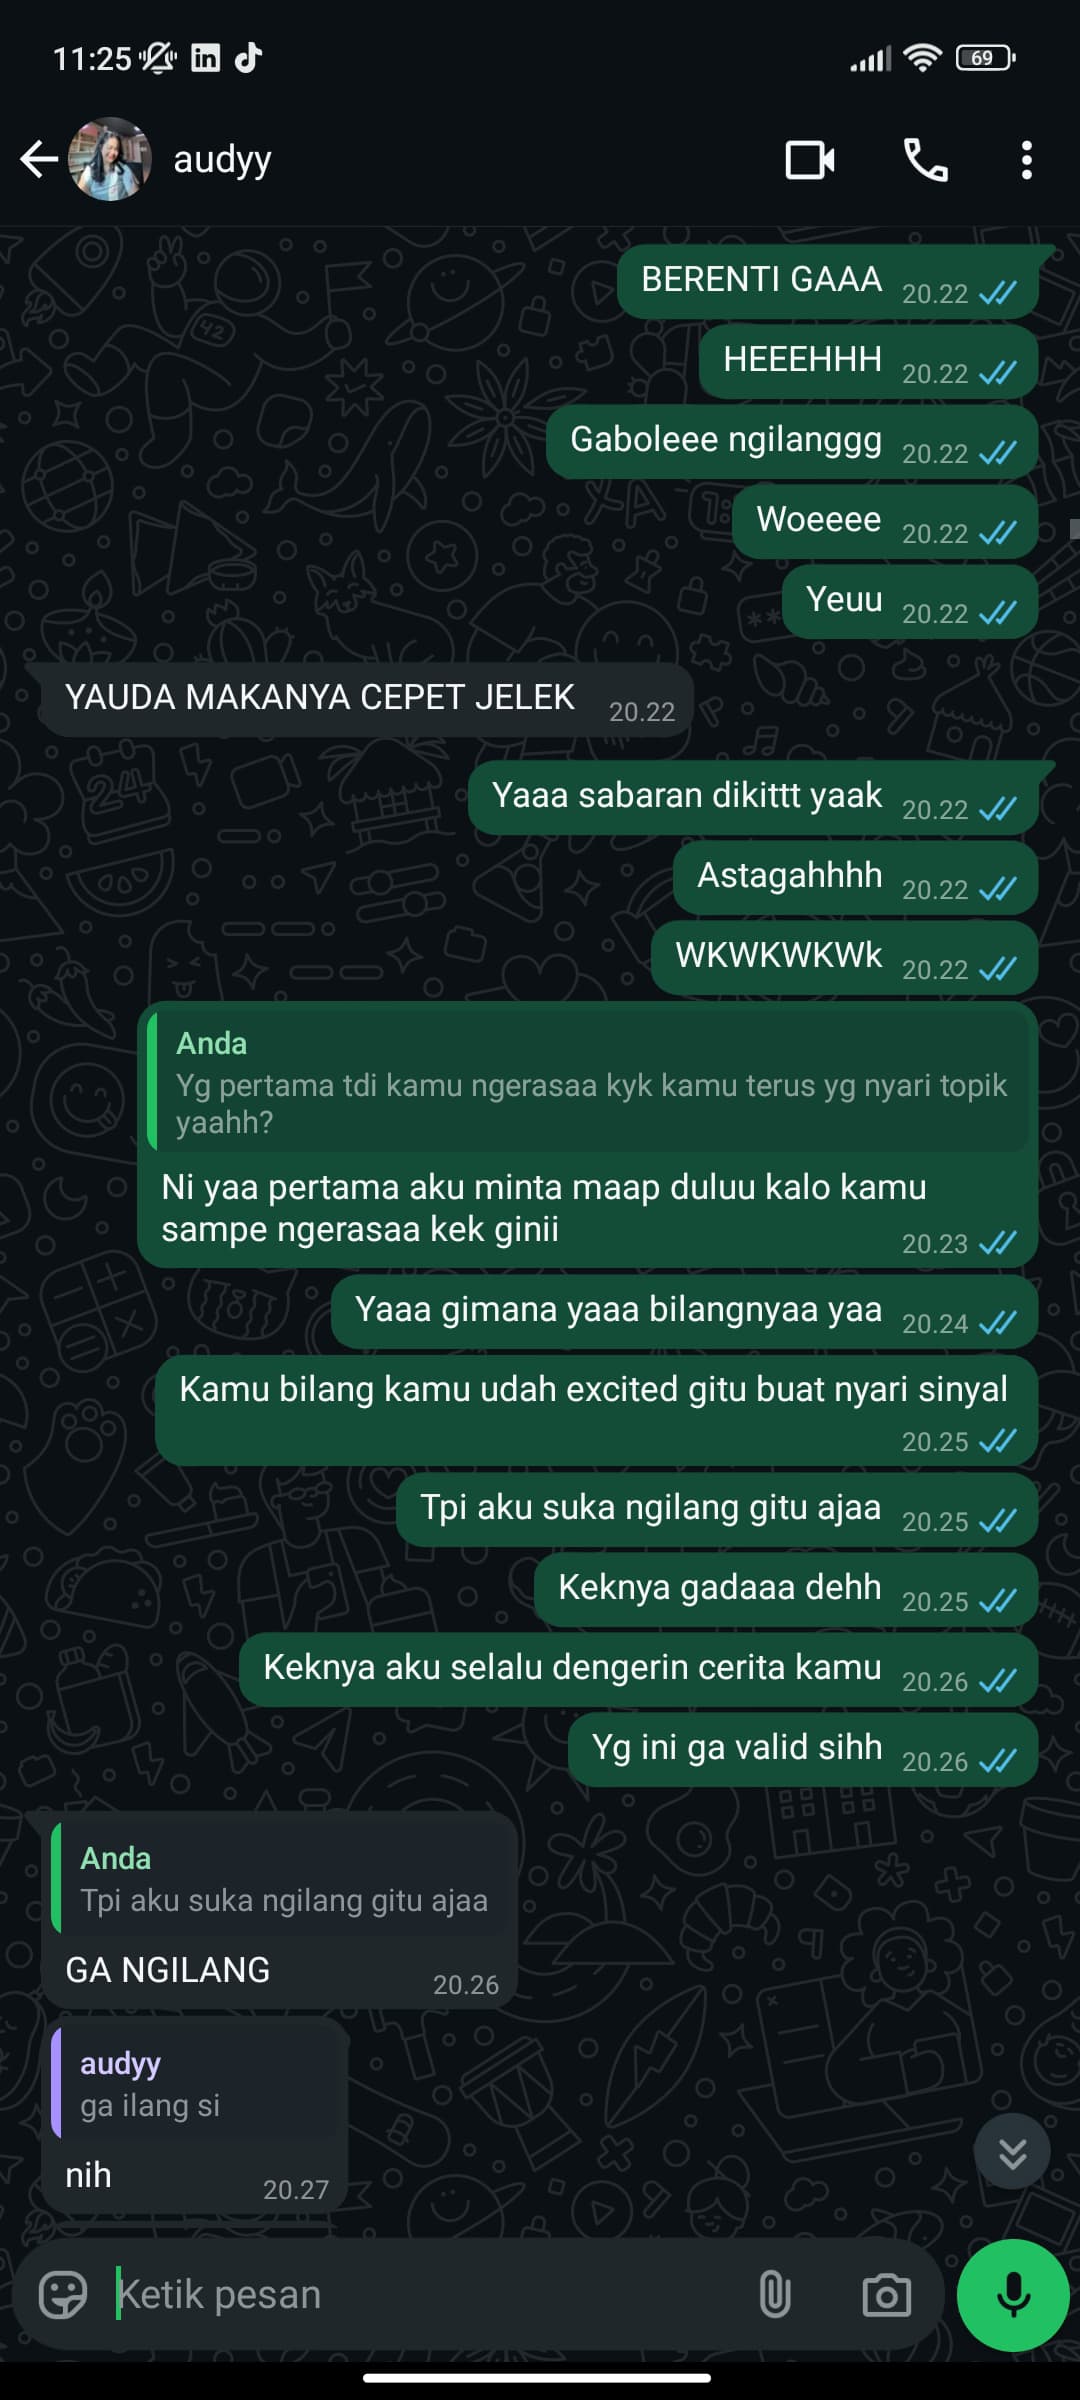 11:25
69
audyy
BERENTI GAAA 20.22
HEEEHHH 20.22
Gaboleee ngilanggg 20.22
Woeeee 20.22
Yeuu 20.22
YAUDA MAKANYA CEPET JELEK 20.22
Yaaa sabaran dikittt yaak 20.22
Astagahhhh 20.22
WKWKWKWk 20.22
Anda
Yg pertama tdi kamu ngerasaa kyk kamu terus yg nyari topik
yaahh?
Ni yaa pertama aku minta maap duluu kalo kamu
sampe ngerasaa kek ginii
20.23
Yaaa gimana yaaa bilangnyaa yaa 20.24
Kamu bilang kamu udah excited gitu buat nyari sinyal
20.25
Tpi aku suka ngilang gitu ajaa 20.25
Keknya gadaaa dehh 20.25
Keknya aku selalu dengerin cerita kamu 20.26
Yg ini ga valid sihh 20.26
Anda
Tpi aku suka ngilang gitu ajaa
GA NGILANG 20.26
audyy
ga ilang si
nih 20.27
Ketik pesan